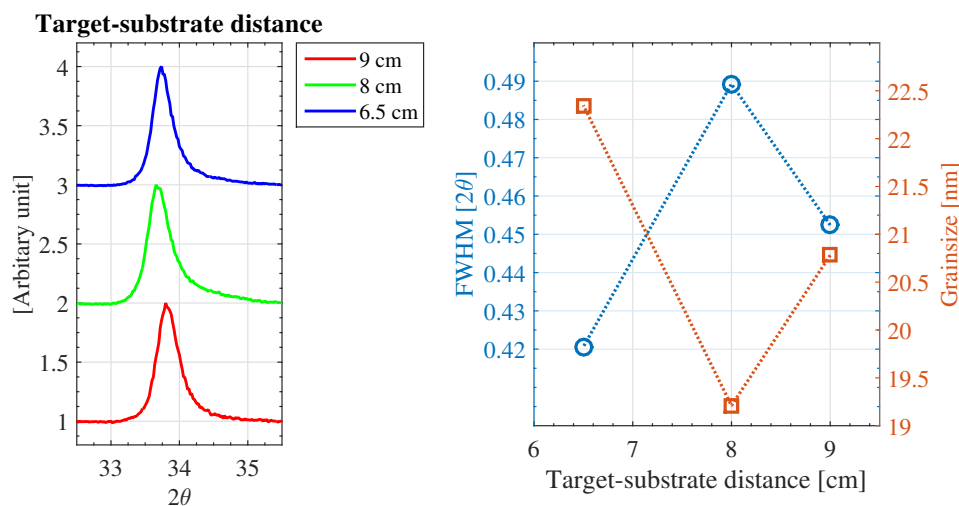 Target-substrate distance
9 cm
8 cm
6.5 cm
4
3.5
3
2.5
2
1.5
1
[Arbitary unit]
33 34 35
2θ
0.49
0.48
0.47
0.46
0.45
0.44
0.43
0.42
FWHM [2θ]
22.5
22
21.5
21
20.5
20
19.5
19
Grainsize [nm]
6 7 8 9
Target-substrate distance [cm]